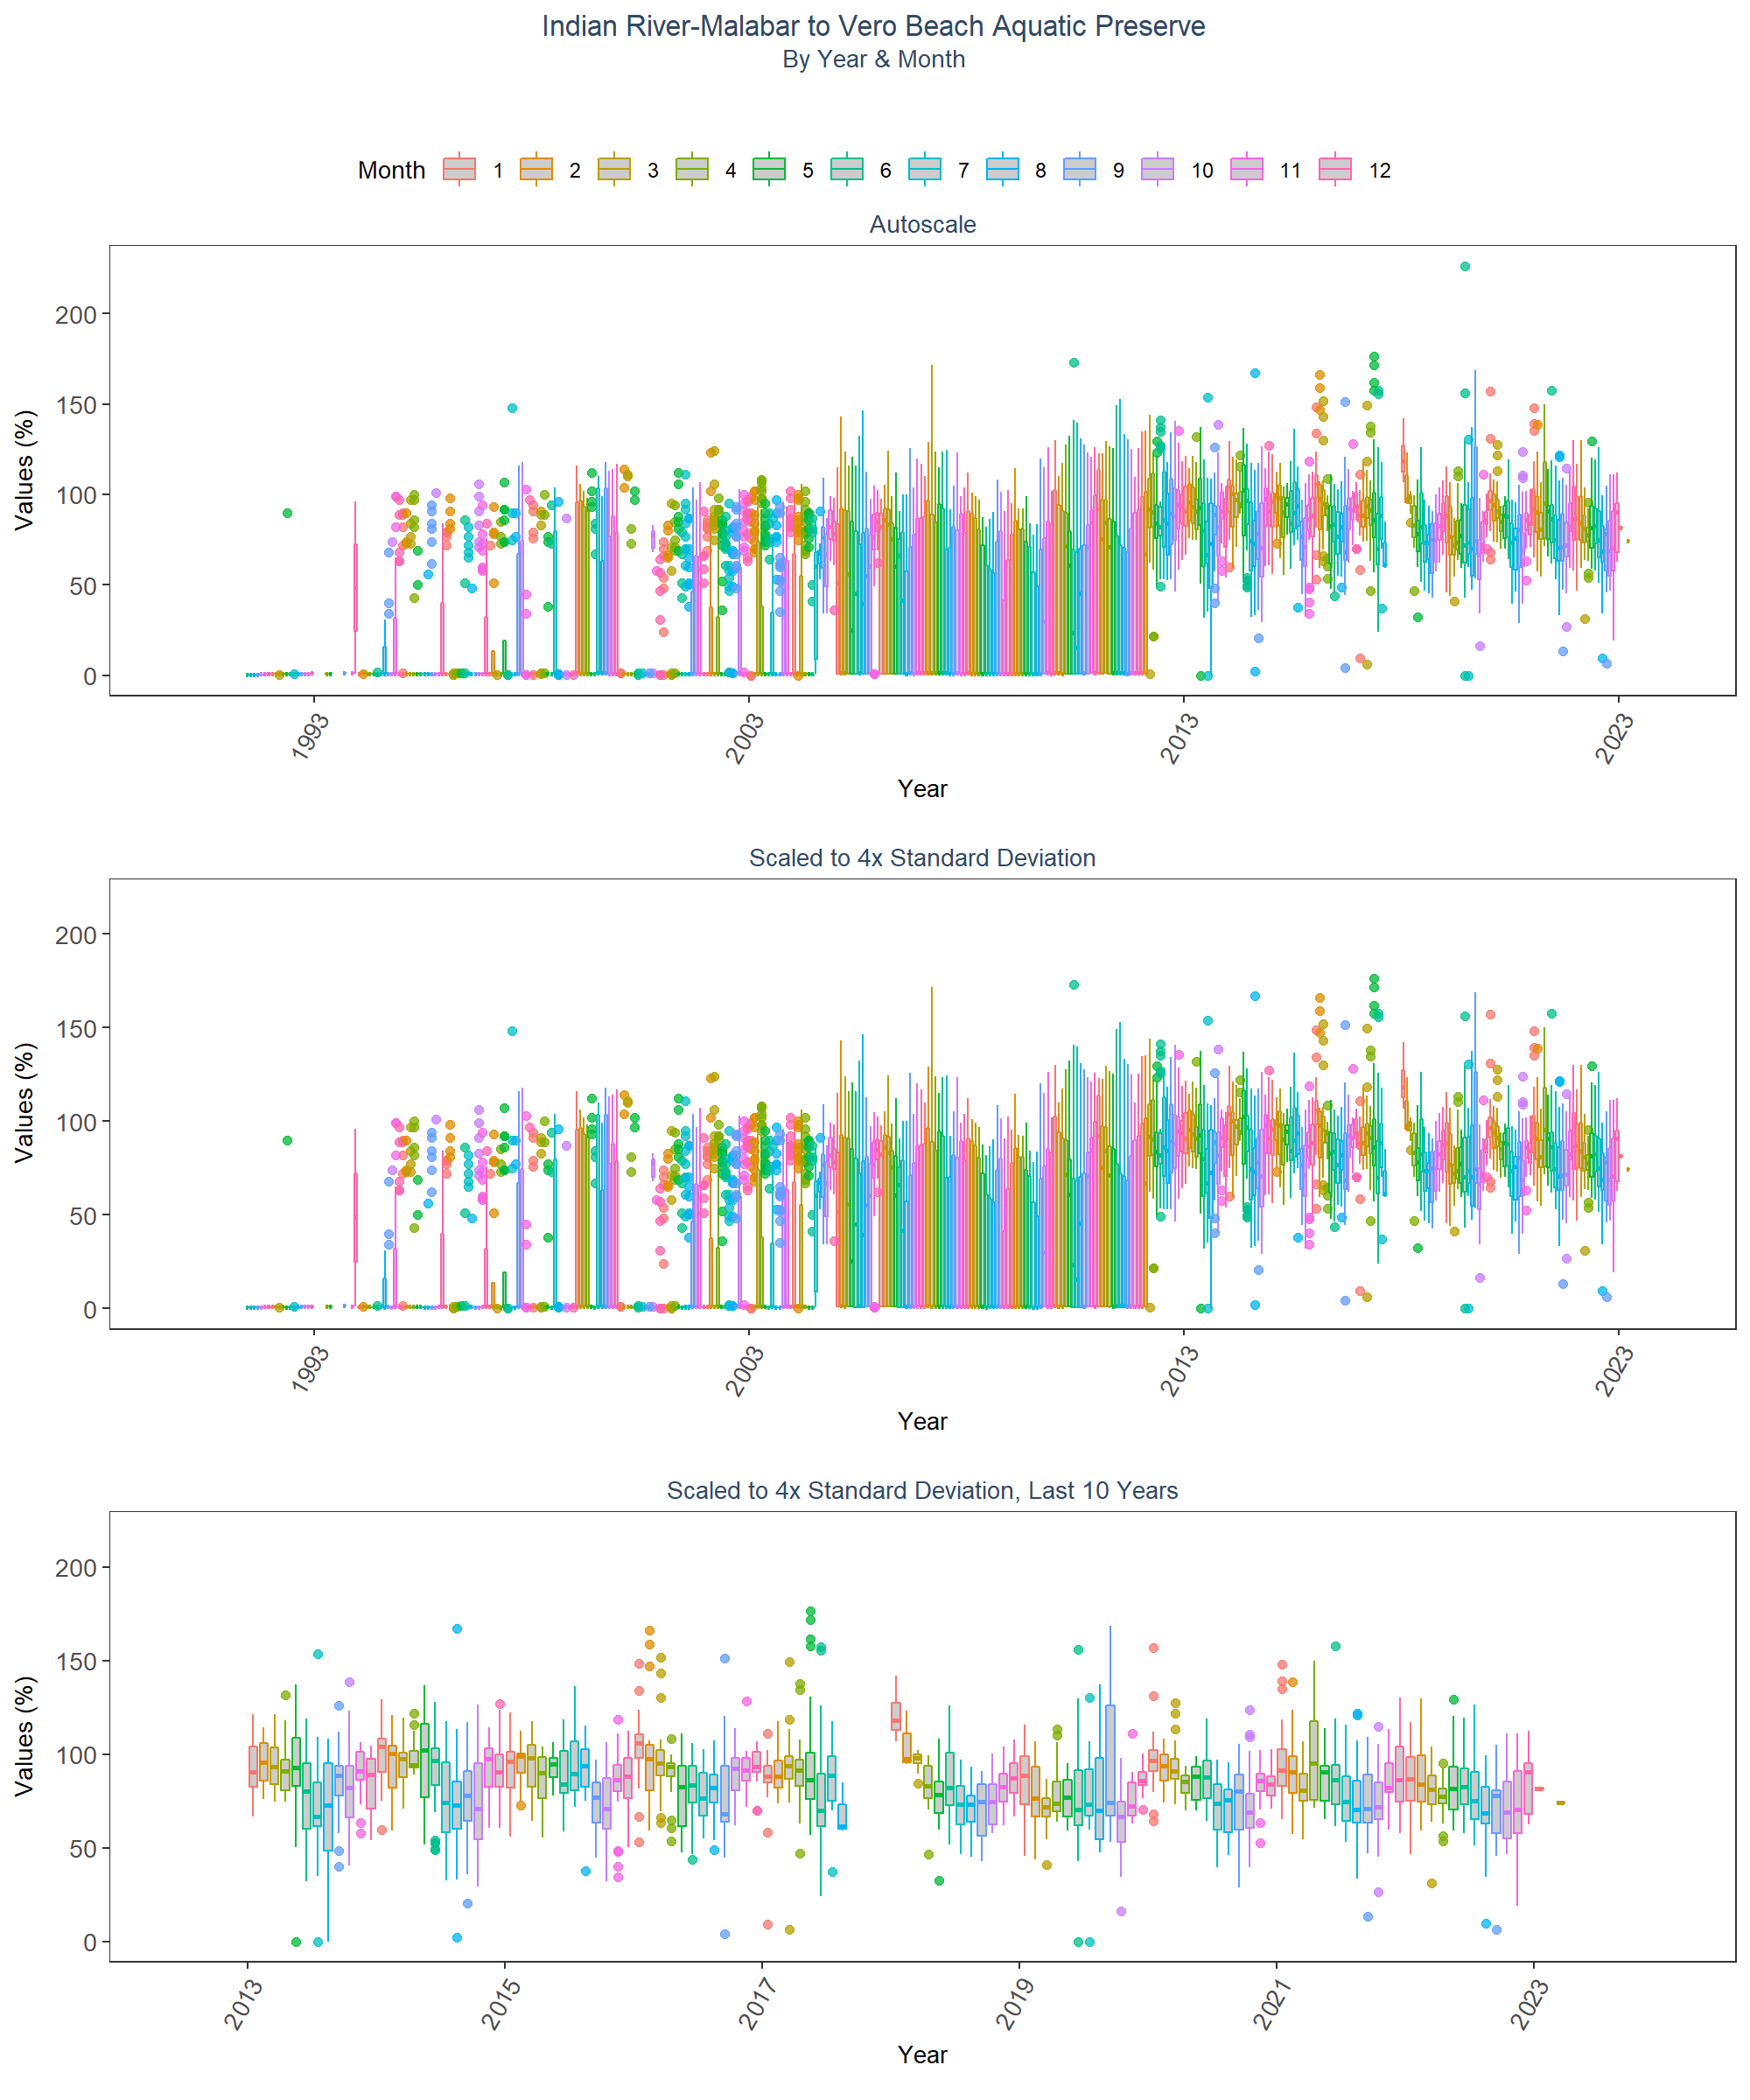 Indian River-Malabar to Vero Beach Aquatic Preserve
By Year & Month
Month 1 2 3 4 5 6 7 8 9 10 11 12
Autoscale
Values (%)
200
150
100
50
0
1993 2003 2013 2023
Year
Scaled to 4x Standard Deviation
Values (%)
200
150
100
50
0
1993 2003 2013 2023
Year
Scaled to 4x Standard Deviation, Last 10 Years
Values (%)
200
150
100
50
0
2013 2015 2017 2019 2021 2023
Year